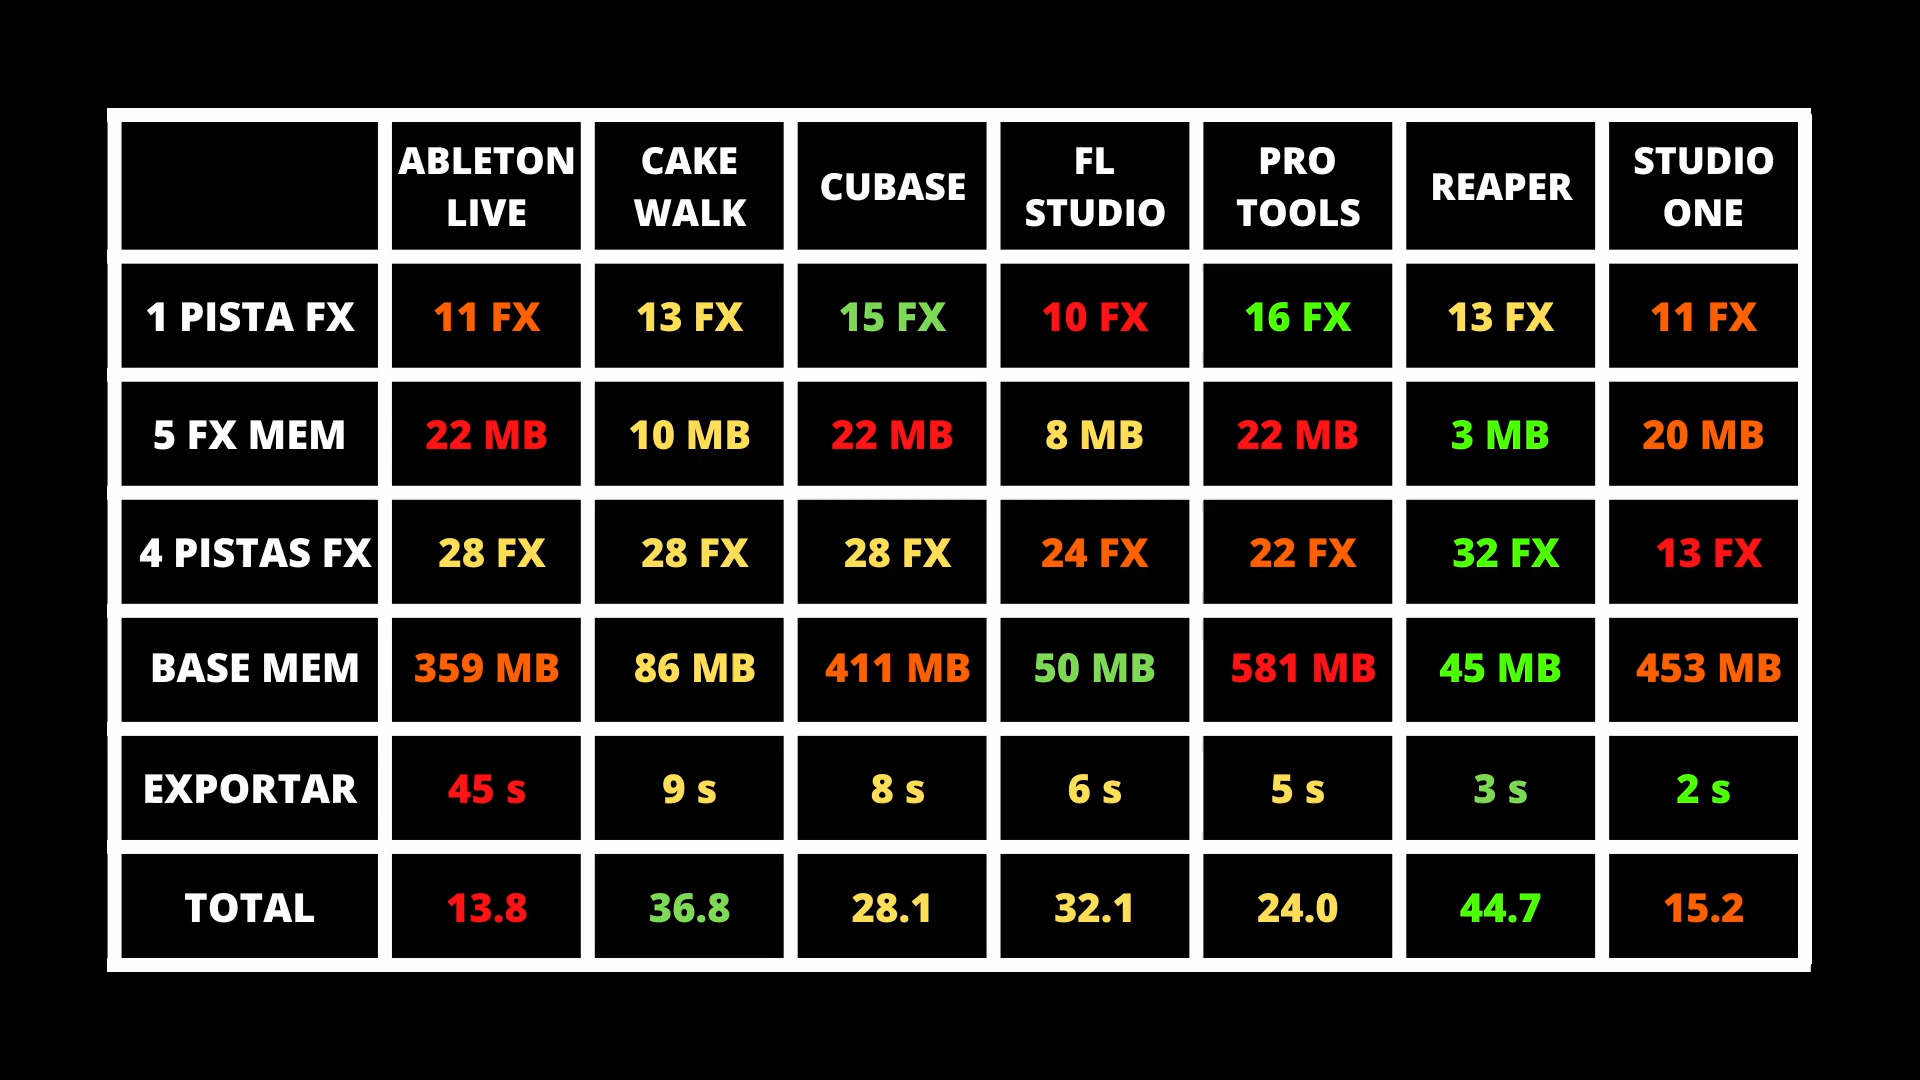 ABLETON LIVE CAKE WALK CUBASE FL STUDIO PRO TOOLS REAPER STUDIO ONE
1 PISTA FX 11 FX 13 FX 15 FX 10 FX 16 FX 13 FX 11 FX
5 FX MEM 22 MB 10 MB 22 MB 8 MB 22 MB 3 MB 20 MB
4 PISTAS FX 28 FX 28 FX 28 FX 24 FX 22 FX 32 FX 13 FX
BASE MEM 359 MB 86 MB 411 MB 50 MB 581 MB 45 MB 453 MB
EXPORTAR 45 s 9 s 8 s 6 s 5 s 3 s 2 s
TOTAL 13.8 36.8 28.1 32.1 24.0 44.7 15.2